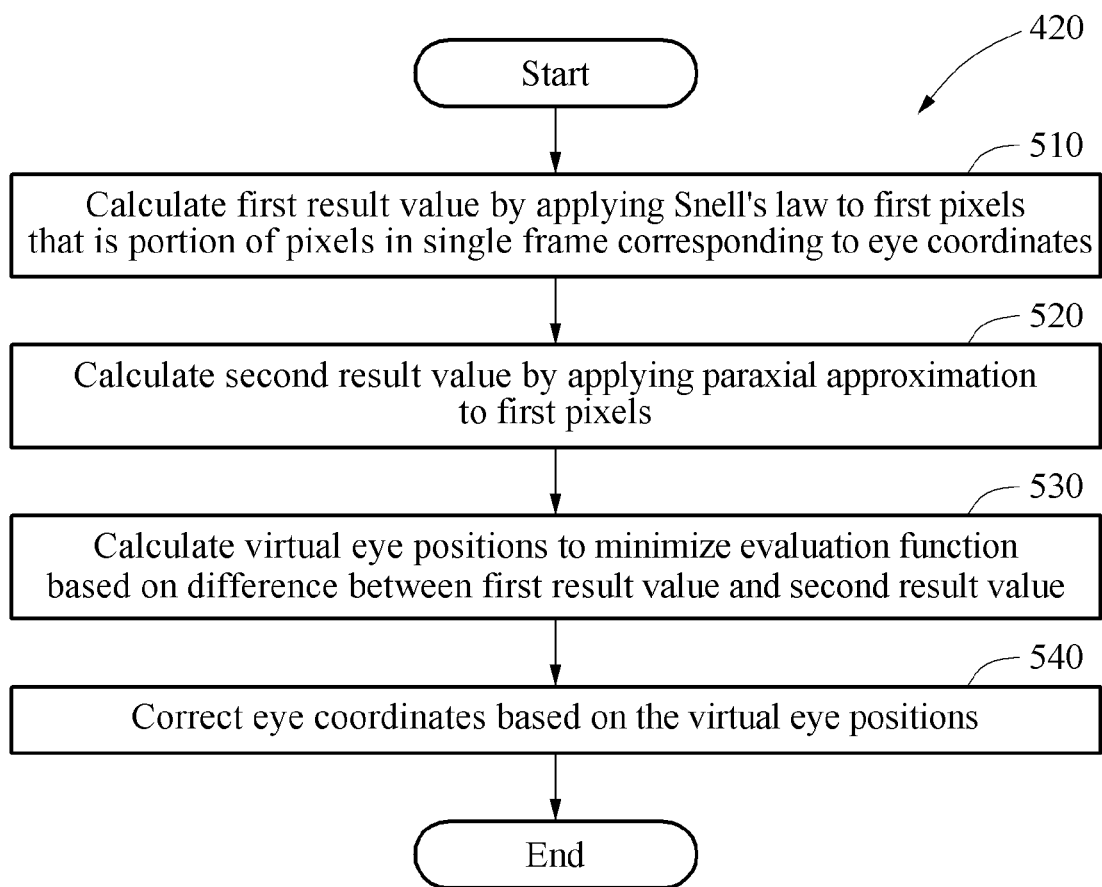 420
Start
510
Calculate first result value by applying Snell's law to first pixels
that is portion of pixels in single frame corresponding to eye coordinates
520
Calculate second result value by applying paraxial approximation
to first pixels
530
Calculate virtual eye positions to minimize evaluation function
based on difference between first result value and second result value
540
Correct eye coordinates based on the virtual eye positions
End